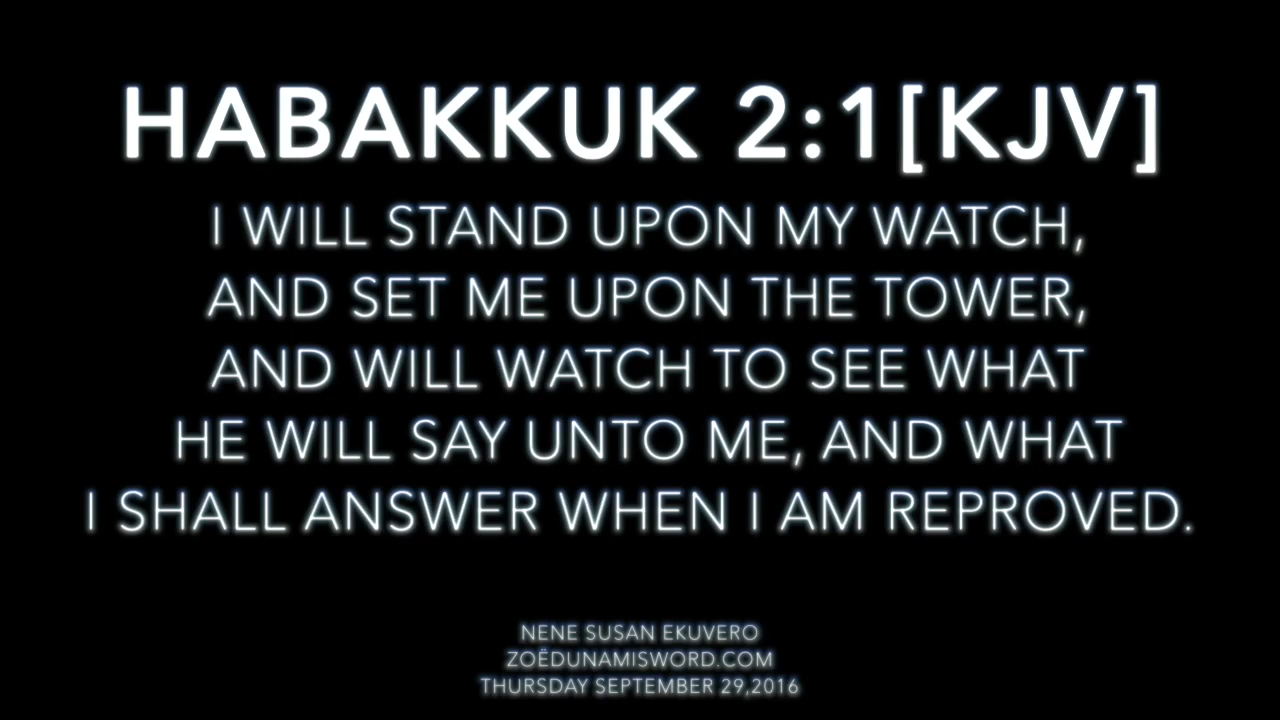 HABAKKUK 2:1[KJV]
I WILL STAND UPON MY WATCH,
AND SET ME UPON THE TOWER,
AND WILL WATCH TO SEE WHAT
HE WILL SAY UNTO ME, AND WHAT
I SHALL ANSWER WHEN I AM REPROVED.
NENE SUSAN EKUVERO
ZOËDUNAMISWORD.COM
THURSDAY SEPTEMBER 29,2016